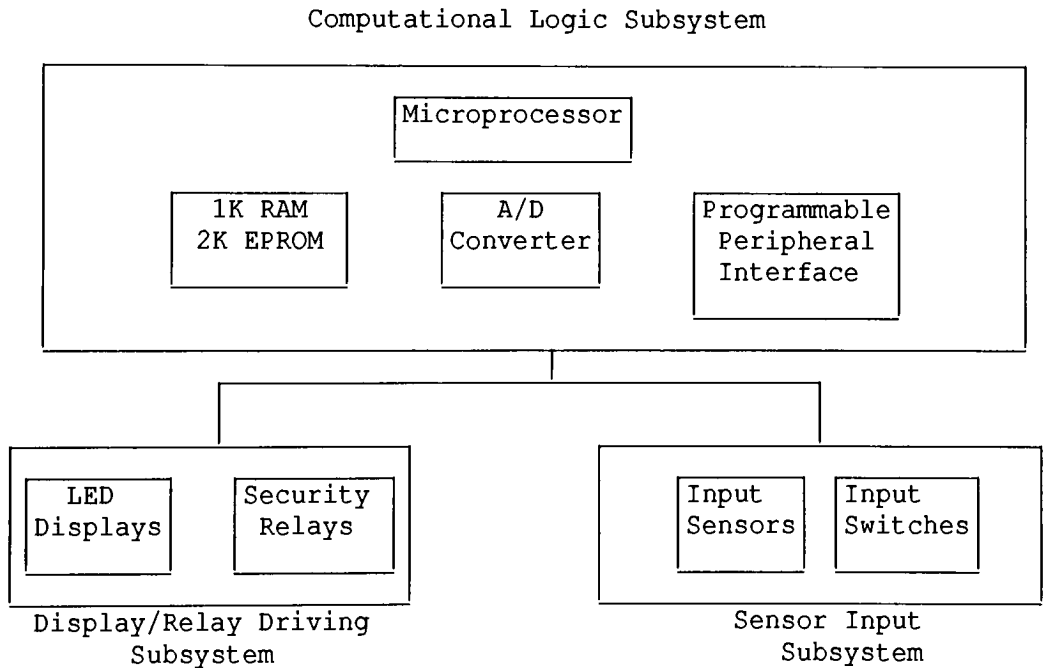 Computational Logic Subsystem
Microprocessor
1K RAM
2K EPROM
A/D
Converter
Programmable
Peripheral
Interface
LED
Displays
Security
Relays
Input
Sensors
Input
Switches
Display/Relay Driving
Subsystem
Sensor Input
Subsystem